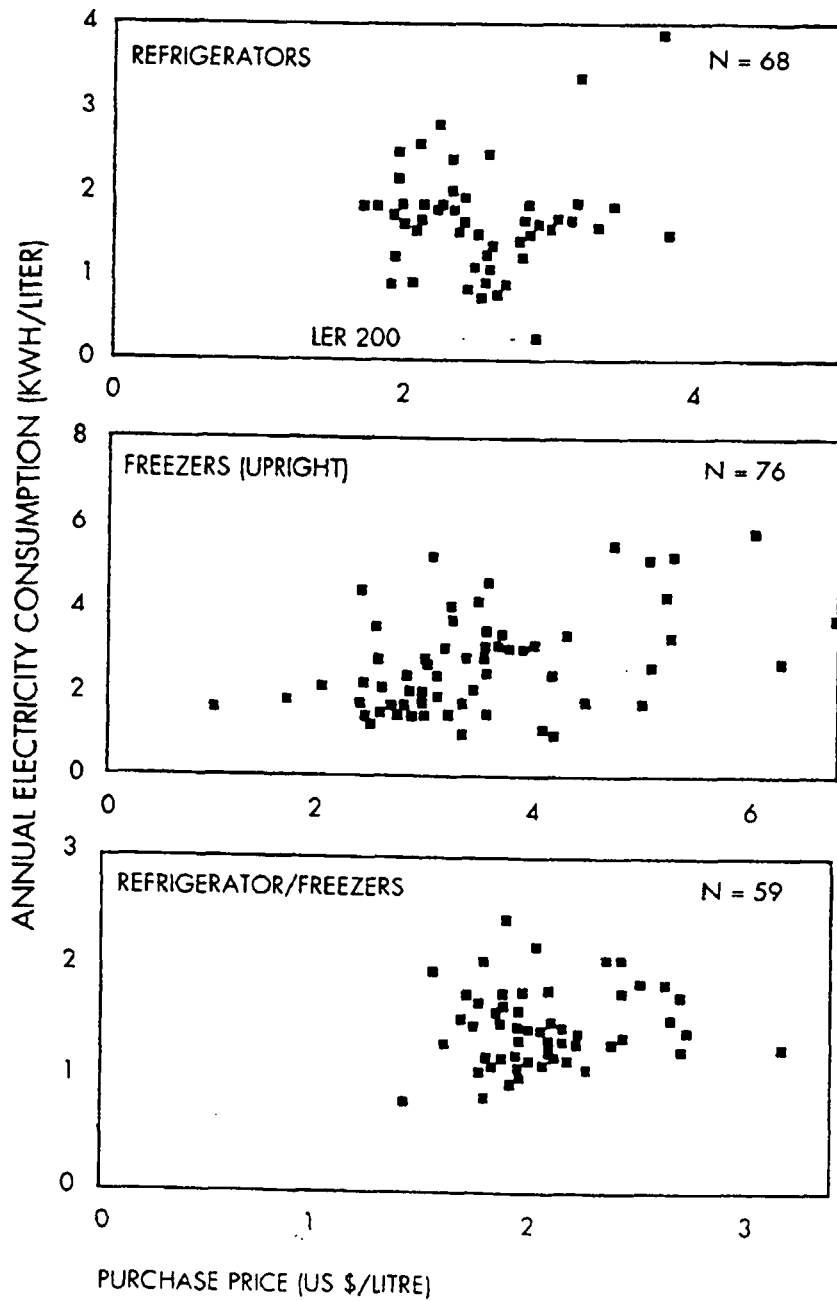 ANNUAL ELECTRICITY CONSUMPTION (KWH/LITER)
REFRIGERATORS
N = 68
4
3
2
1
0
LER 200
0
2
4
FREEZERS (UPRIGHT)
N = 76
8
6
4
2
0
0
2
4
6
REFRIGERATOR/FREEZERS
N = 59
3
2
1
0
0
1
2
3
PURCHASE PRICE (US $/LITRE)